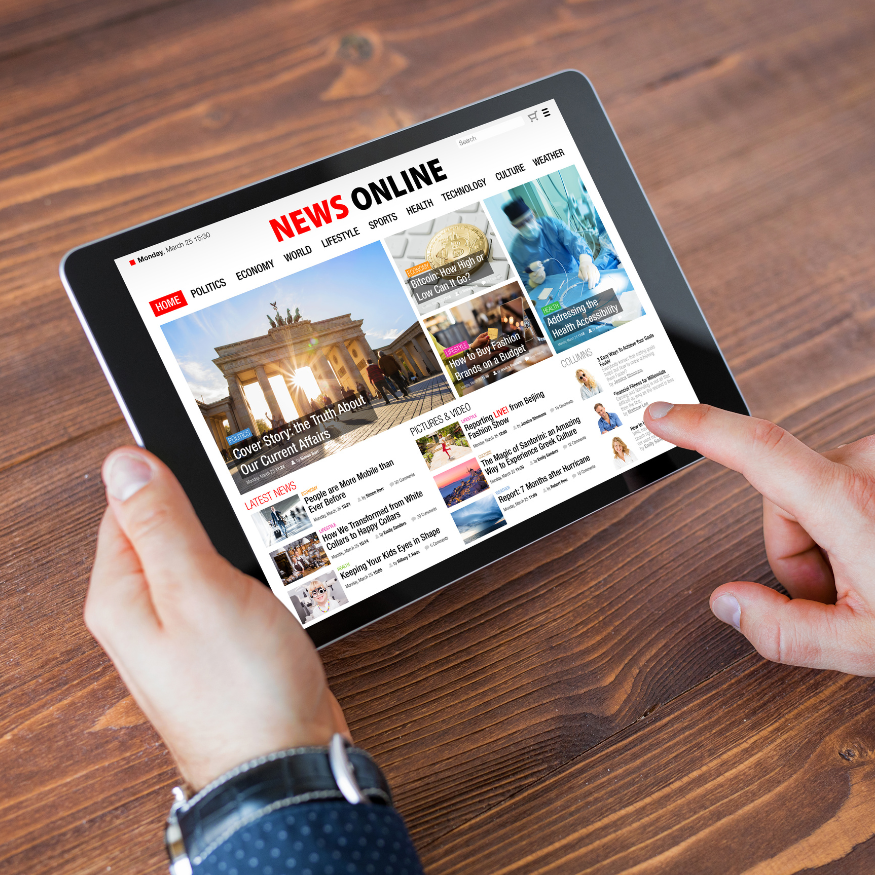 Monday, March 25 15:30
Search
NEWS ONLINE
HOME POLITICS ECONOMY WORLD LIFESTYLE SPORTS HEALTH TECHNOLOGY CULTURE WEATHER
POLITICS
Cover Story: the Truth About
Our Current Affairs
ECONOMY
Bitcoin: How High or
Low Can It Go?
LIFESTYLE
How to Buy Fashion
Brands on a Budget
HEALTH
Addressing the
Health Accessibility
LATEST NEWS
ECONOMY
People are More Mobile than
Ever Before
LIFESTYLE
How We Transformed from White
Collars to Happy Collars
HEALTH
Keeping Your Kids Eyes in Shape
PICTURES & VIDEO
LIFESTYLE
Reporting LIVE! from Beijing
Fashion Show
The Magic of Santorini: an Amazing
Way to Experience Greek Culture
Report: 7 Months after Hurricane
COLUMNS